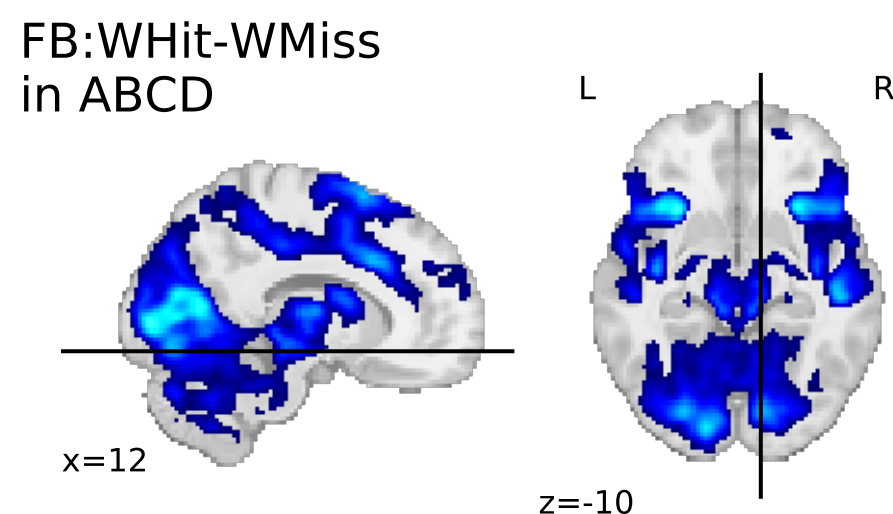 FB:WHit-WMiss
in ABCD
L
R
x=12
z=-10